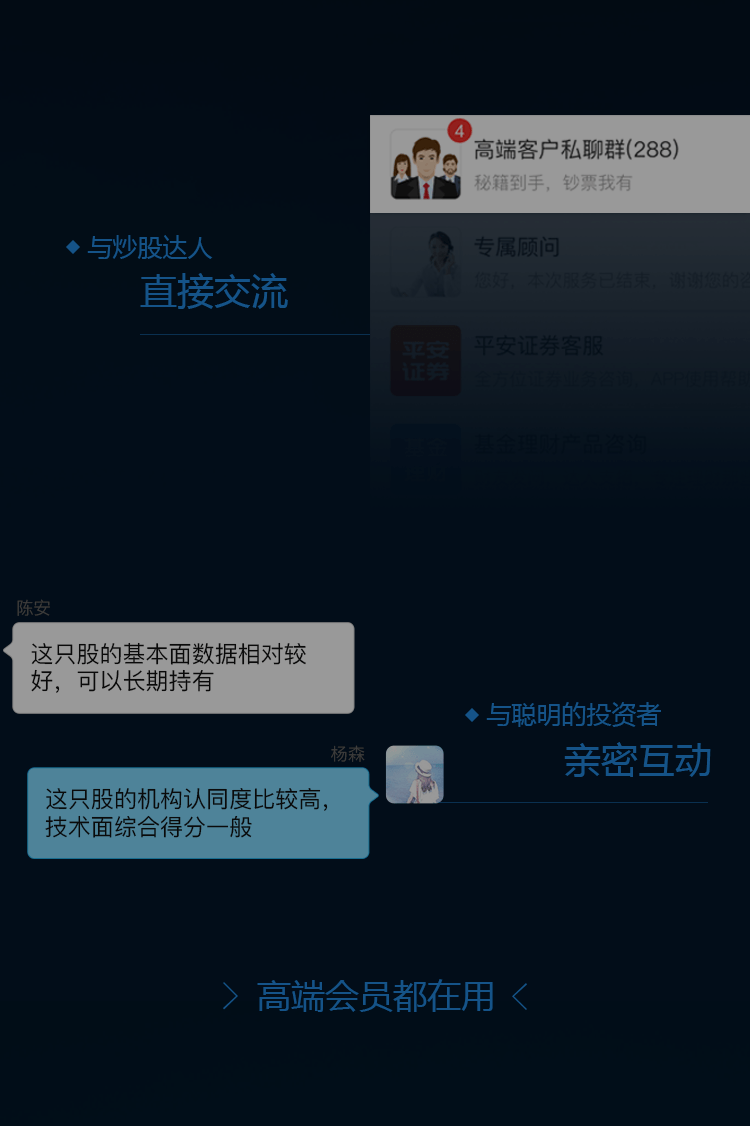 4
高端客户私聊群(288)
秘籍到手，钞票我有
与炒股达人
直接交流
专属顾问
您好，本次服务已结束，谢谢您的咨
平安
证券
平安证券客服
基金理财产品咨询
陈安
这只股的基本面数据相对较
好，可以长期持有
与聪明的投资者
亲密互动
杨森
这只股的机构认同度比较高，
技术面综合得分一般
高端会员都在用